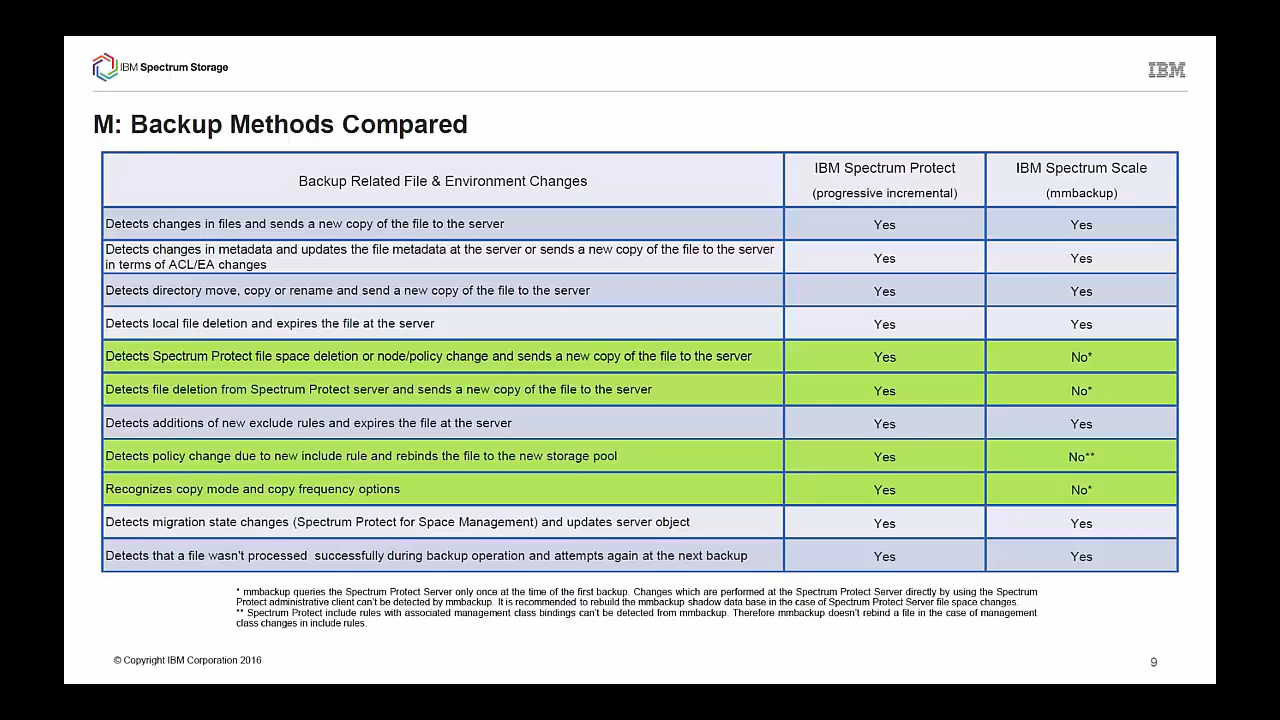 IBM Spectrum Storage
IBM
M: Backup Methods Compared
Backup Related File & Environment Changes
IBM Spectrum Protect
(progressive incremental)
IBM Spectrum Scale
(mmbackup)
Detects changes in files and sends a new copy of the file to the server
Yes
Yes
Detects changes in metadata and updates the file metadata at the server or sends a new copy of the file to the server
in terms of ACL/EA changes
Yes
Yes
Detects directory move, copy or rename and send a new copy of the file to the server
Yes
Yes
Detects local file deletion and expires the file at the server
Yes
Yes
Detects Spectrum Protect file space deletion or node/policy change and sends a new copy of the file to the server
Yes
No*
Detects file deletion from Spectrum Protect server and sends a new copy of the file to the server
Yes
No*
Detects additions of new exclude rules and expires the file at the server
Yes
Yes
Detects policy change due to new include rule and rebinds the file to the new storage pool
Yes
No**
Recognizes copy mode and copy frequency options
Yes
No*
Detects migration state changes (Spectrum Protect for Space Management) and updates server object
Yes
Yes
Detects that a file wasn't processed successfully during backup operation and attempts again at the next backup
Yes
Yes
* mmbackup queries the Spectrum Protect Server only once at the time of the first backup. Changes which are performed at the Spectrum Protect Server directly by using the Spectrum
Protect administrative client can't be detected by mmbackup. It is recommended to rebuild the mmbackup shadow data base in the case of Spectrum Protect Server file space changes.
** Spectrum Protect include rules with associated management class bindings can't be detected from mmbackup. Therefore mmbackup doesn't rebind a file in the case of management
class changes in include rules.
© Copyright IBM Corporation 2016
9